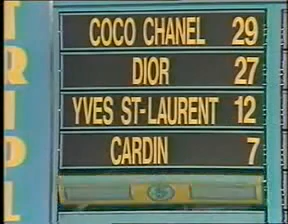 COCO CHANEL 29
DIOR 27
YVES ST-LAURENT 12
CARDIN 7
T
R
I
P
L